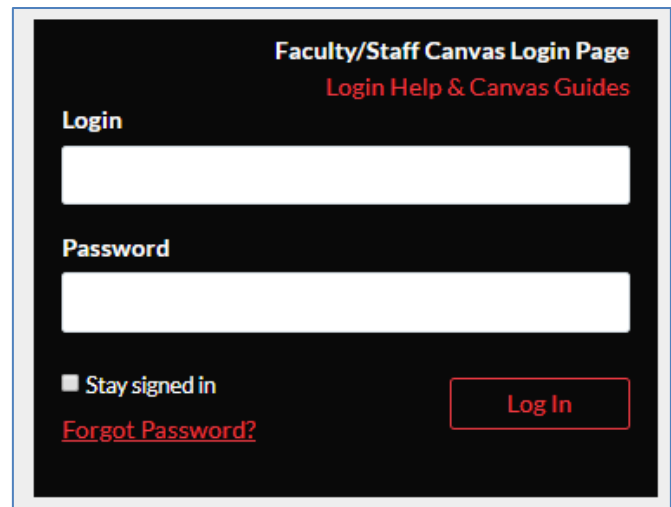 Faculty/Staff Canvas Login Page
Login Help & Canvas Guides
Login
Password
Stay signed in
Log In
Forgot Password?